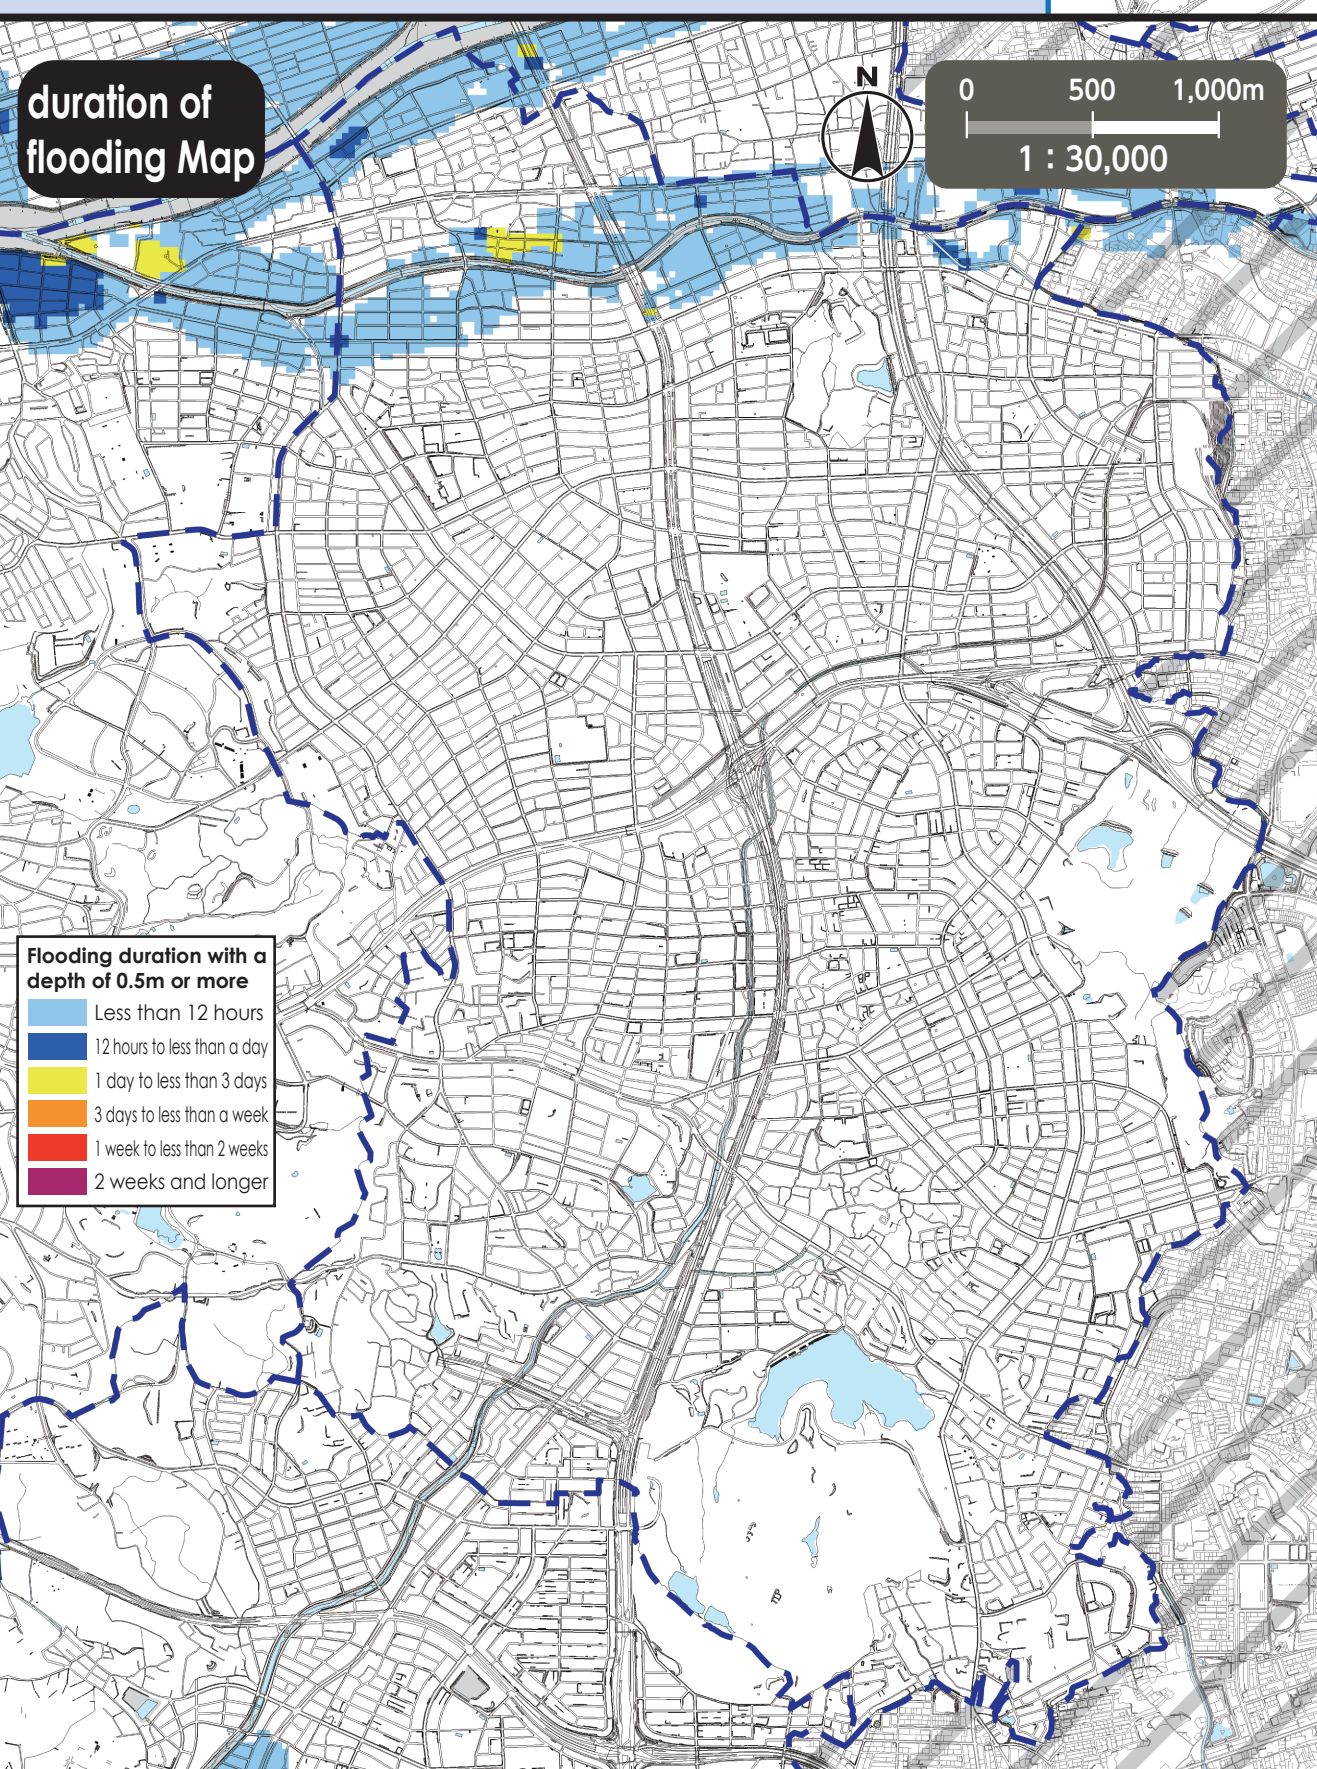 duration of
flooding Map
N
0 500 1,000m
1 : 30,000
Flooding duration with a
depth of 0.5m or more
Less than 12 hours
12 hours to less than a day
1 day to less than 3 days
3 days to less than a week
1 week to less than 2 weeks
2 weeks and longer